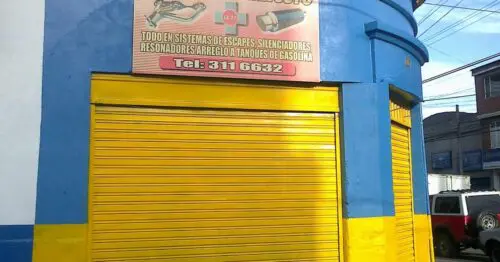 TODO EN SISTEMAS DE ESCAPES, SILENCIADORES
RESONADORES ARREGLO A TANQUES DE GASOLINA
Tel: 311 6632